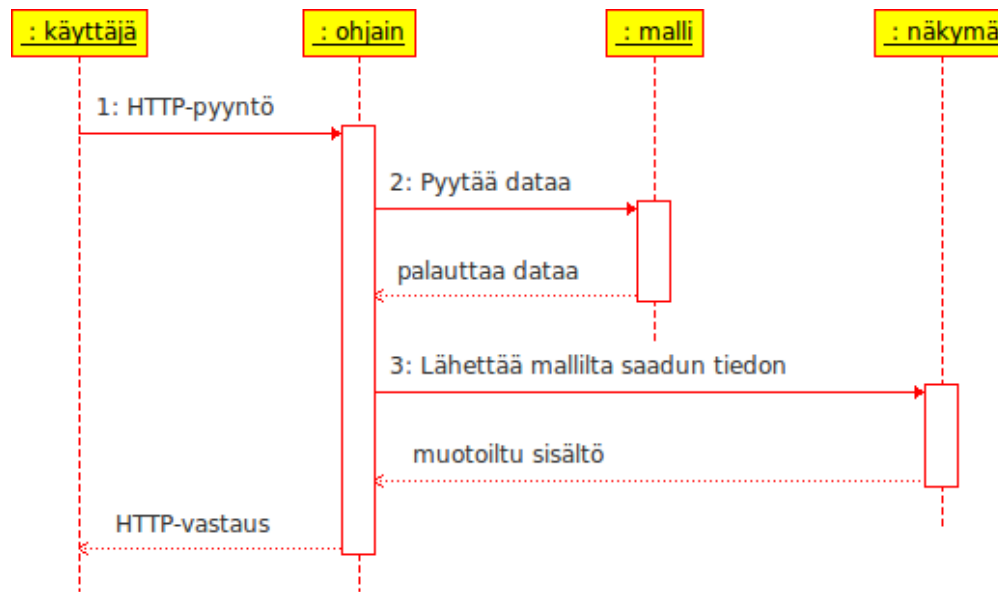 : käyttäjä
: ohjain
: malli
: näkymä
1: HTTP-pyyntö
2: Pyytää dataa
palauttaa dataa
3: Lähettää mallilta saadun tiedon
muotoiltu sisältö
HTTP-vastaus